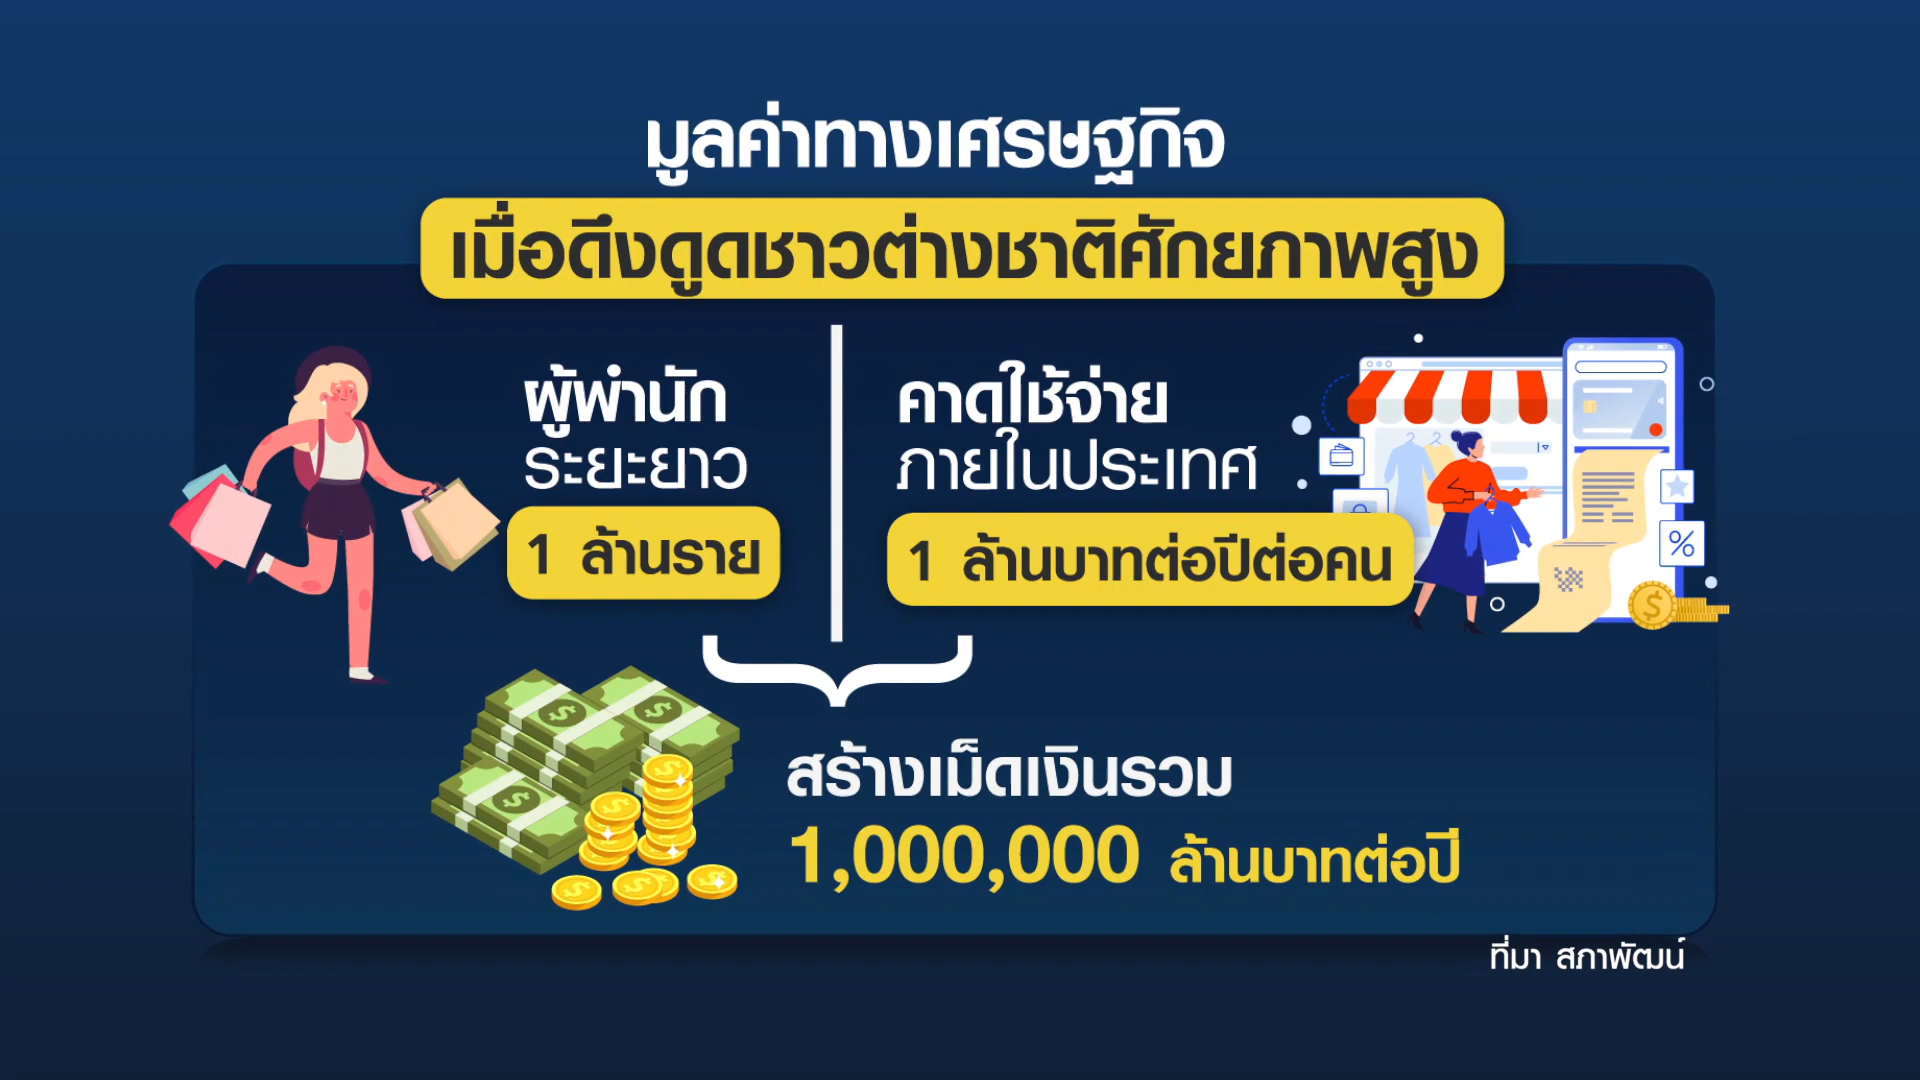 มูลค่าทางเศรษฐกิจ
เมื่อดึงดูดชาวต่างชาติศักยภาพสูง
ผู้พำนัก
ระยะยาว
1 ล้านราย
คาดใช้จ่าย
ภายในประเทศ
1 ล้านบาทต่อปีต่อคน
%
สร้างเม็ดเงินรวม
1,000,000 ล้านบาทต่อปี
ที่มา สภาพัฒน์